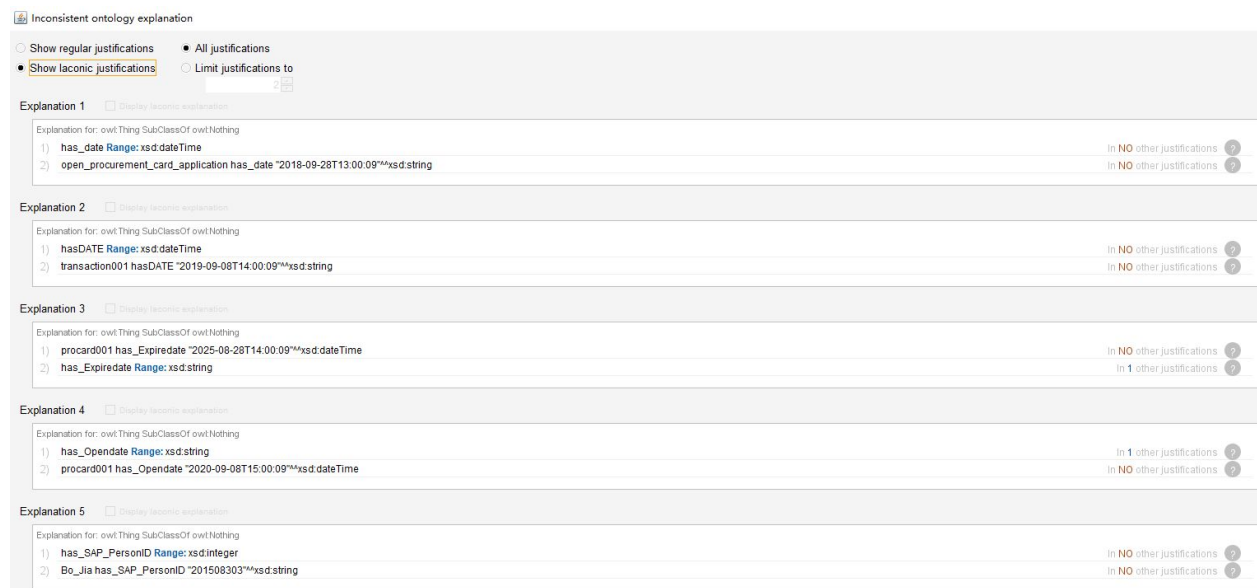 Inconsistent ontology explanation
Show regular justifications All justifications
Show laconic justifications Limit justifications to
2
Explanation 1 Display laconic explanation
Explanation for: owl:Thing SubClassOf owl:Nothing
1) has_date Range: xsd:dateTime In NO other justifications ?
2) open_procurement_card_application has_date "2018-09-28T13:00:09"^^xsd:string In NO other justifications ?
Explanation 2 Display laconic explanation
Explanation for: owl:Thing SubClassOf owl:Nothing
1) hasDATE Range: xsd:dateTime In NO other justifications ?
2) transaction001 hasDATE "2019-09-08T14:00:09"^^xsd:string In NO other justifications ?
Explanation 3 Display laconic explanation
Explanation for: owl:Thing SubClassOf owl:Nothing
1) procard001 has_Expiredate "2025-08-28T14:00:09"^^xsd:dateTime In NO other justifications ?
2) has_Expiredate Range: xsd:string In 1 other justifications ?
Explanation 4 Display laconic explanation
Explanation for: owl:Thing SubClassOf owl:Nothing
1) has_Opendate Range: xsd:string In 1 other justifications ?
2) procard001 has_Opendate "2020-09-08T15:00:09"^^xsd:dateTime In NO other justifications ?
Explanation 5 Display laconic explanation
Explanation for: owl:Thing SubClassOf owl:Nothing
1) has_SAP_PersonID Range: xsd:integer In NO other justifications ?
2) Bo_Jia has_SAP_PersonID "201508303"^^xsd:string In NO other justifications ?